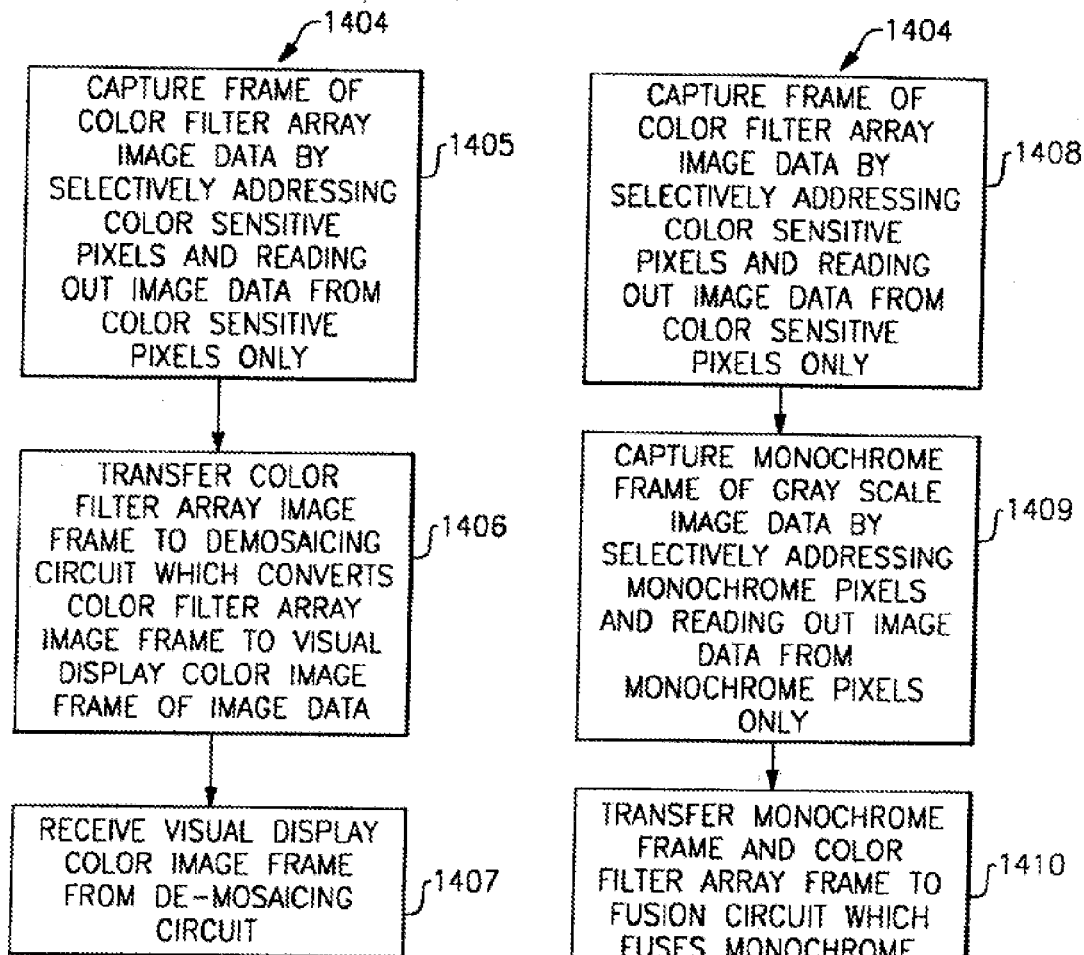 1404
CAPTURE FRAME OF
COLOR FILTER ARRAY
IMAGE DATA BY
SELECTIVELY ADDRESSING
COLOR SENSITIVE
PIXELS AND READING
OUT IMAGE DATA FROM
COLOR SENSITIVE
PIXELS ONLY
1405
TRANSFER COLOR
FILTER ARRAY IMAGE
FRAME TO DEMOSAICING
CIRCUIT WHICH CONVERTS
COLOR FILTER ARRAY
IMAGE FRAME TO VISUAL
DISPLAY COLOR IMAGE
FRAME OF IMAGE DATA
1406
RECEIVE VISUAL DISPLAY
COLOR IMAGE FRAME
FROM DE-MOSAICING
CIRCUIT
1407
1404
CAPTURE FRAME OF
COLOR FILTER ARRAY
IMAGE DATA BY
SELECTIVELY ADDRESSING
COLOR SENSITIVE
PIXELS AND READING
OUT IMAGE DATA FROM
COLOR SENSITIVE
PIXELS ONLY
1408
CAPTURE MONOCHROME
FRAME OF GRAY SCALE
IMAGE DATA BY
SELECTIVELY ADDRESSING
MONOCHROME PIXELS
AND READING OUT IMAGE
DATA FROM
MONOCHROME PIXELS
ONLY
1409
TRANSFER MONOCHROME
FRAME AND COLOR
FILTER ARRAY FRAME TO
FUSION CIRCUIT WHICH
FUSES MONOCHROME
1410